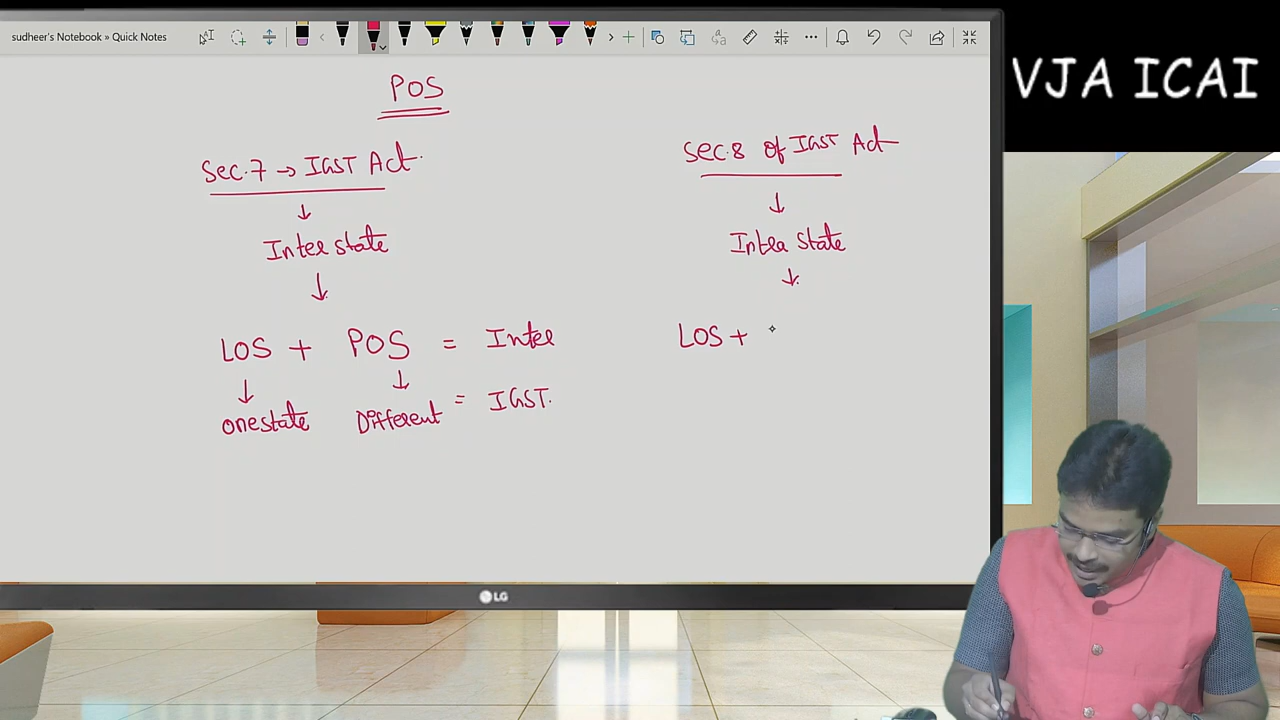 sudheer's Notebook » Quick Notes
VJA ICAI
POS
Sec.7 → IGST Act.
↓
Inter state
↓
LOS + POS = Inter
↓ ↓
onestate Different = IGST.
Sec.8 of IGST Act
↓
Intra State
↓
LOS +
LG